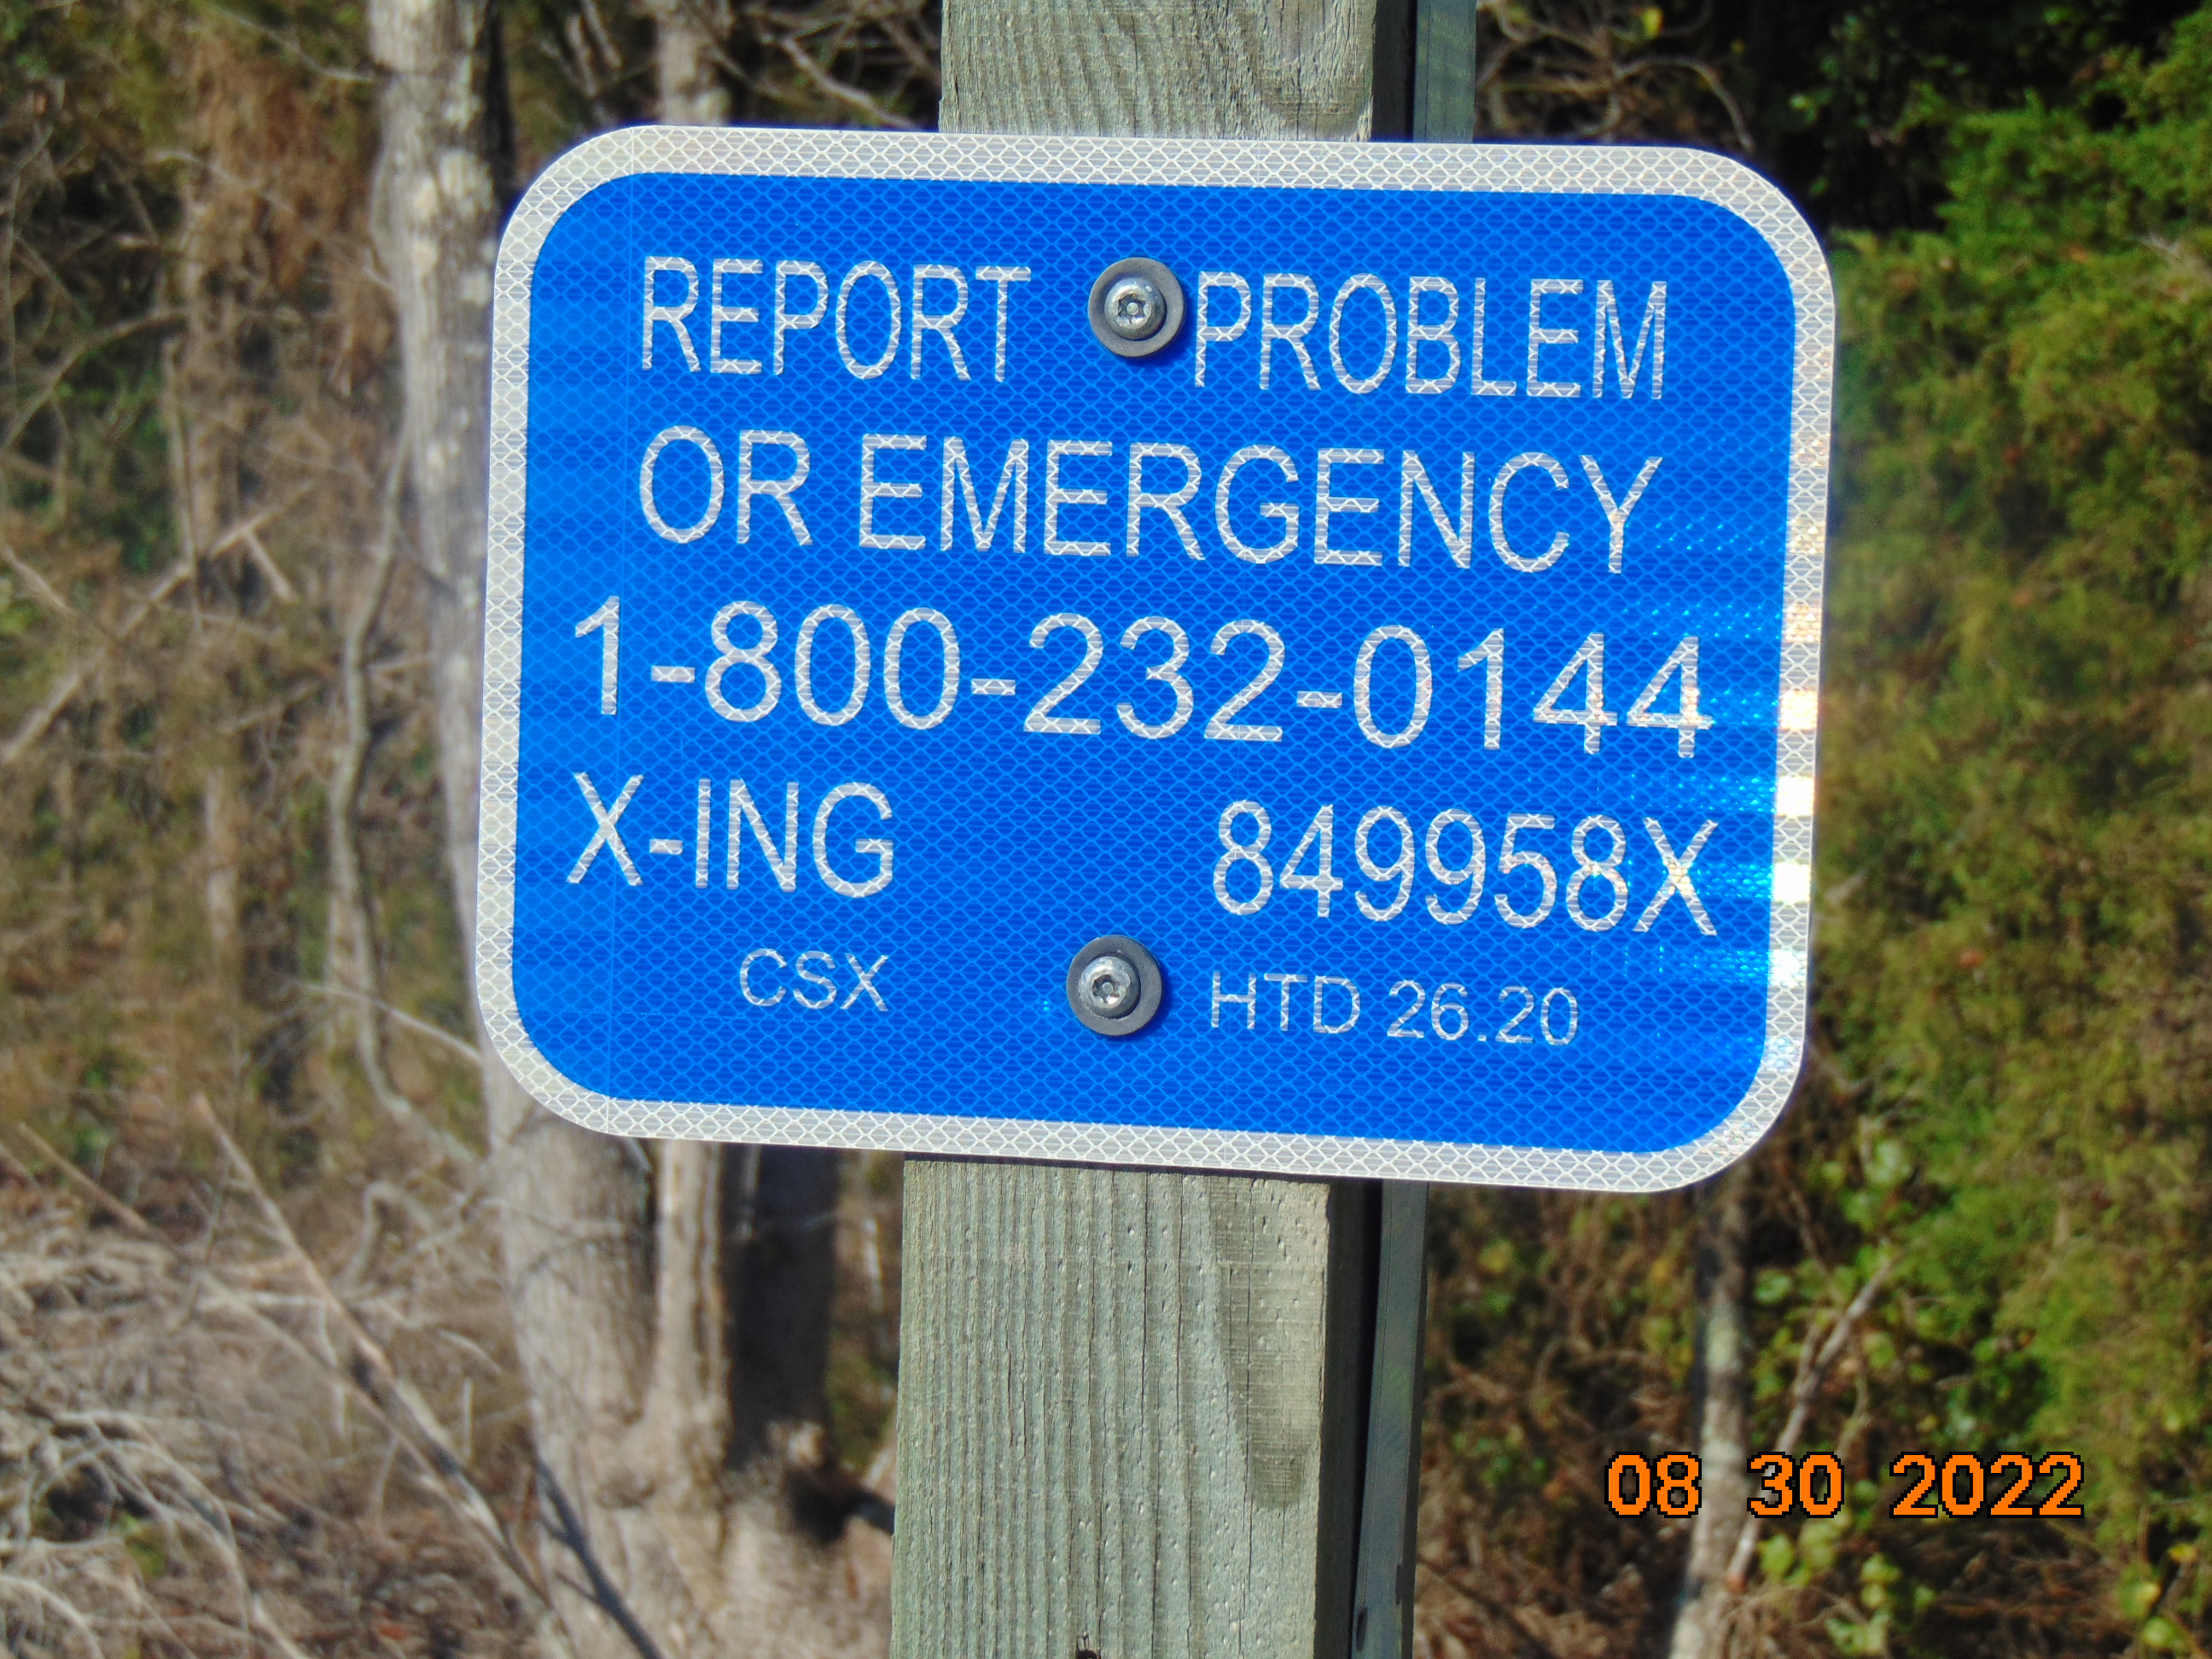 REPORT PROBLEM
OR EMERGENCY
1-800-232-0144
X-ING 849958X
CSX HTD 26.20
08 30 2022